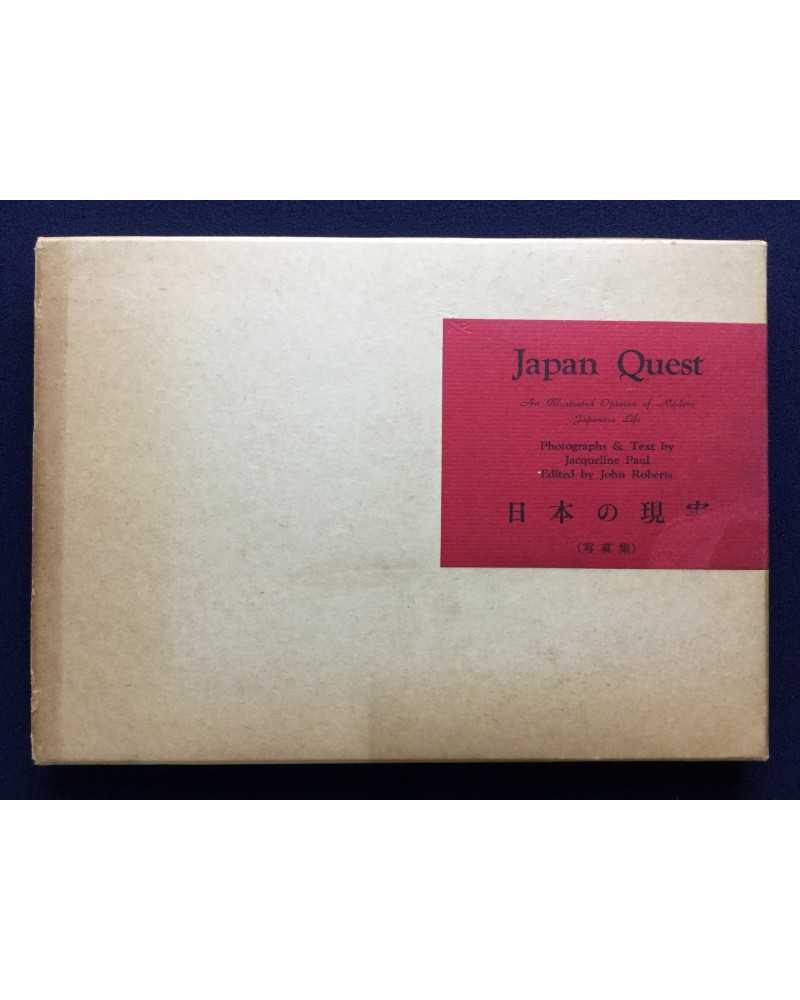 Japan Quest
An Illustrated Opinion of Modern
Japanese Life
Photographs & Text by
Jacqueline Paul
Edited by John Roberts
日本の現実
(写真集)